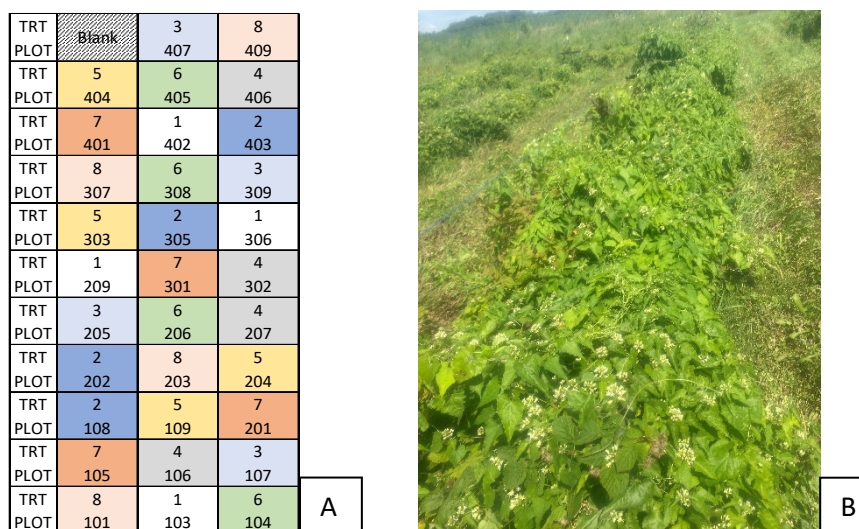 TRT Blank 3 8
PLOT 407 409
TRT 5 6 4
PLOT 404 405 406
TRT 7 1 2
PLOT 401 402 403
TRT 8 6 3
PLOT 307 308 309
TRT 5 2 1
PLOT 303 305 306
TRT 1 7 4
PLOT 209 301 302
TRT 3 6 4
PLOT 205 206 207
TRT 2 8 5
PLOT 202 203 204
TRT 2 5 7
PLOT 108 109 201
TRT 7 4 3
PLOT 105 106 107
TRT 8 1 6
PLOT 101 103 104
A
B